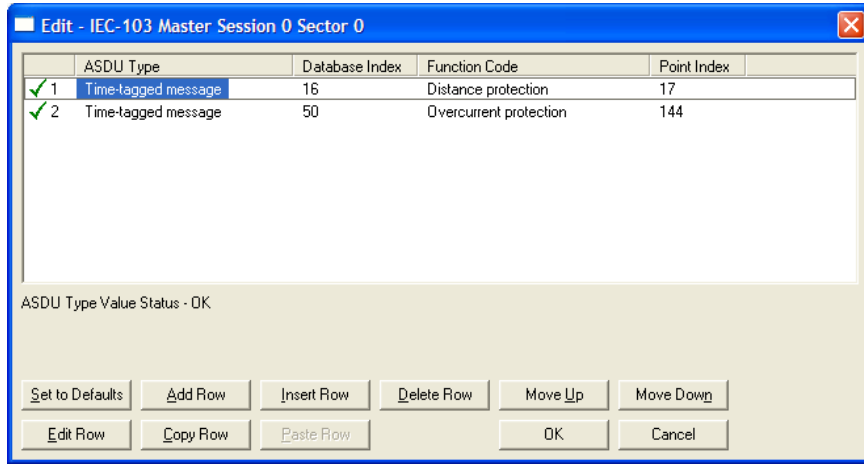 Edit - IEC-103 Master Session 0 Sector 0
ASDU Type Database Index Function Code Point Index
1 Time-tagged message 16 Distance protection 17
2 Time-tagged message 50 Overcurrent protection 144
ASDU Type Value Status - OK
Set to Defaults Add Row Insert Row Delete Row Move Up Move Down
Edit Row Copy Row Paste Row OK Cancel